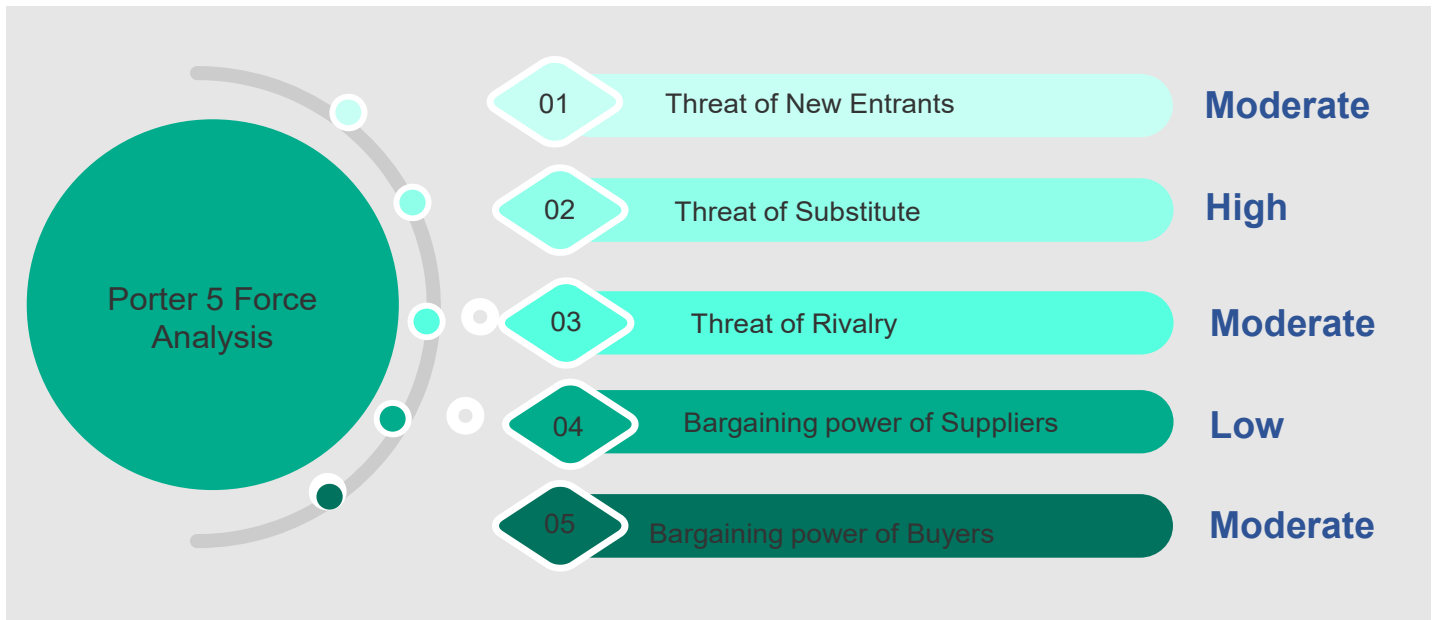 Porter 5 Force
Analysis
01
Threat of New Entrants
Moderate
02
Threat of Substitute
High
03
Threat of Rivalry
Moderate
04
Bargaining power of Suppliers
Low
05
Bargaining power of Buyers
Moderate